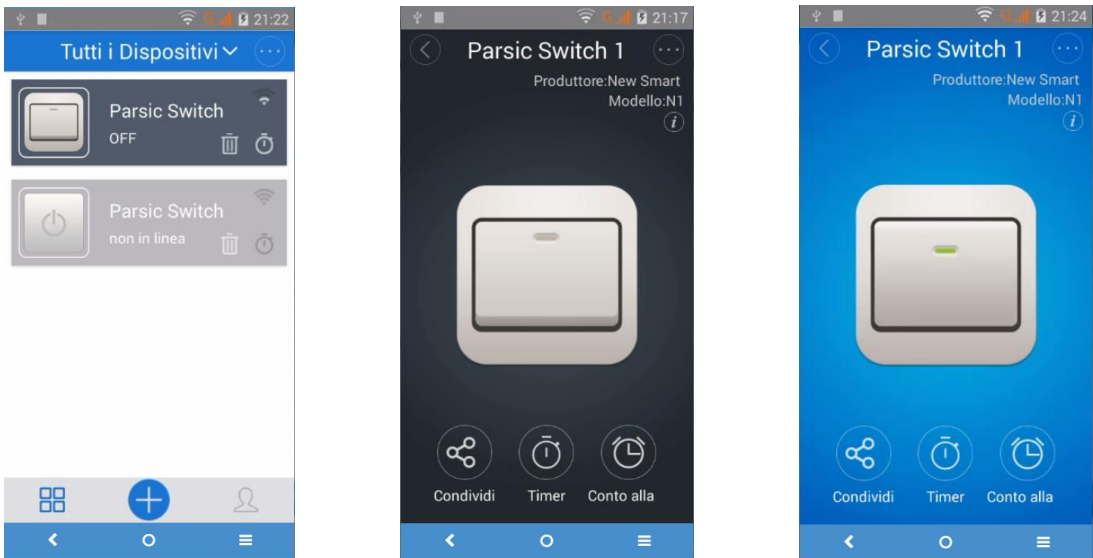 21:22
Tutti i Dispositivi
Parsic Switch
OFF
Parsic Switch
non in linea
G 21:17
Parsic Switch 1
Produttore:New Smart
Modello:N1
i
Condividi Timer Conto alla
G 21:24
Parsic Switch 1
Produttore:New Smart
Modello:N1
i
Condividi Timer Conto alla